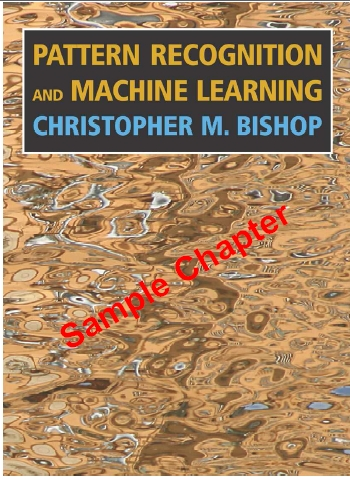 PATTERN RECOGNITION
AND MACHINE LEARNING
CHRISTOPHER M. BISHOP
Sample Chapter